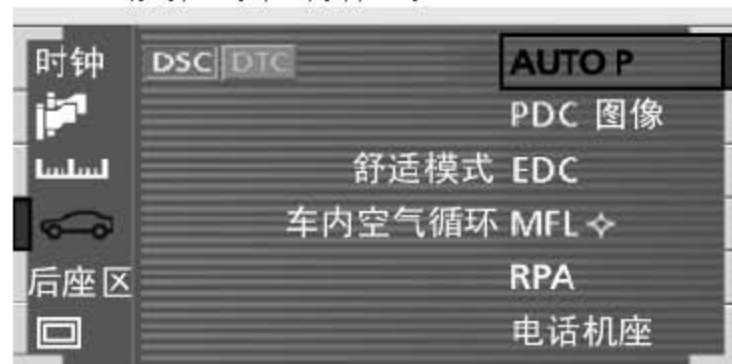 时钟
DSC DTC
AUTO P
PDC 图像
舒适模式 EDC
车内空气循环 MFL
后座区
RPA
电话机座